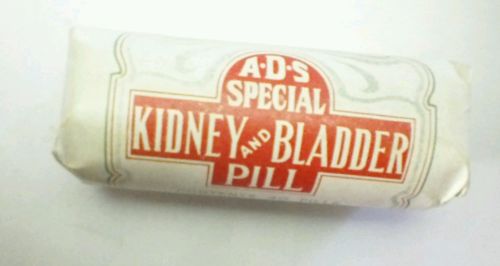 A·D·S
SPECIAL
KIDNEY AND BLADDER
PILL